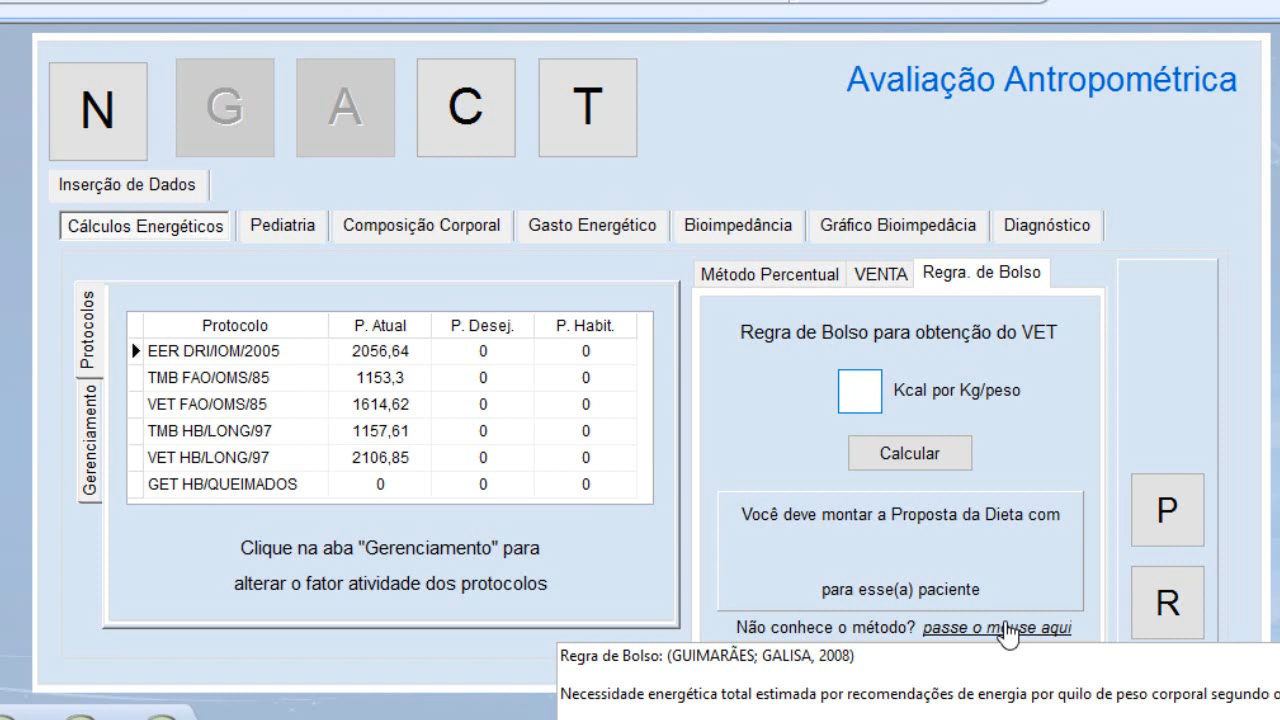 N G A C T
Avaliação Antropométrica
Inserção de Dados
Cálculos Energéticos Pediatria Composição Corporal Gasto Energético Bioimpedância Gráfico Bioimpedâcia Diagnóstico
Protocolos
Gerenciamento
Protocolo P. Atual P. Desej. P. Habit.
EER DRI/IOM/2005 2056,64 0 0
TMB FAO/OMS/85 1153,3 0 0
VET FAO/OMS/85 1614,62 0 0
TMB HB/LONG/97 1157,61 0 0
VET HB/LONG/97 2106,85 0 0
GET HB/QUEIMADOS 0 0 0
Clique na aba "Gerenciamento" para
alterar o fator atividade dos protocolos
Método Percentual VENTA Regra. de Bolso
Regra de Bolso para obtenção do VET
Kcal por Kg/peso
Calcular
Você deve montar a Proposta da Dieta com
para esse(a) paciente
Não conhece o método? passe o mouse aqui
P
R
Regra de Bolso: (GUIMARÃES; GALISA, 2008)
Necessidade energética total estimada por recomendações de energia por quilo de peso corporal segundo o